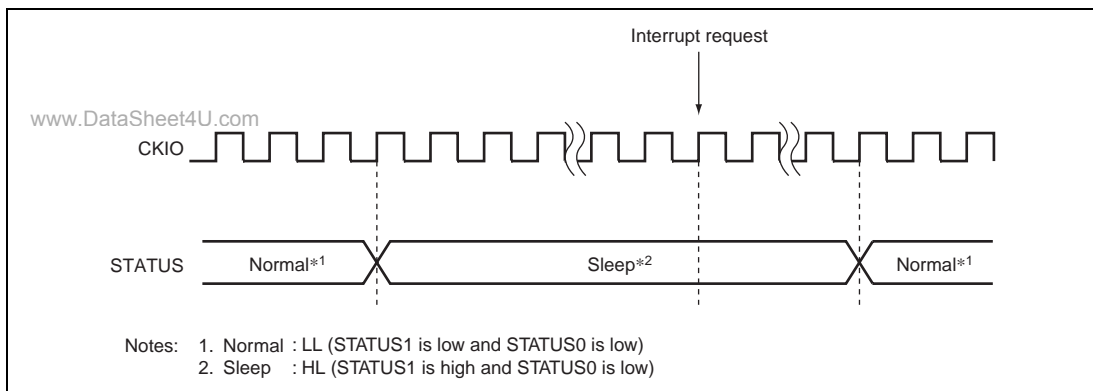 Interrupt request
www.DataSheet4U.com
CKIO
STATUS
Normal*1
Sleep*2
Normal*1
Notes: 1. Normal : LL (STATUS1 is low and STATUS0 is low)
2. Sleep : HL (STATUS1 is high and STATUS0 is low)